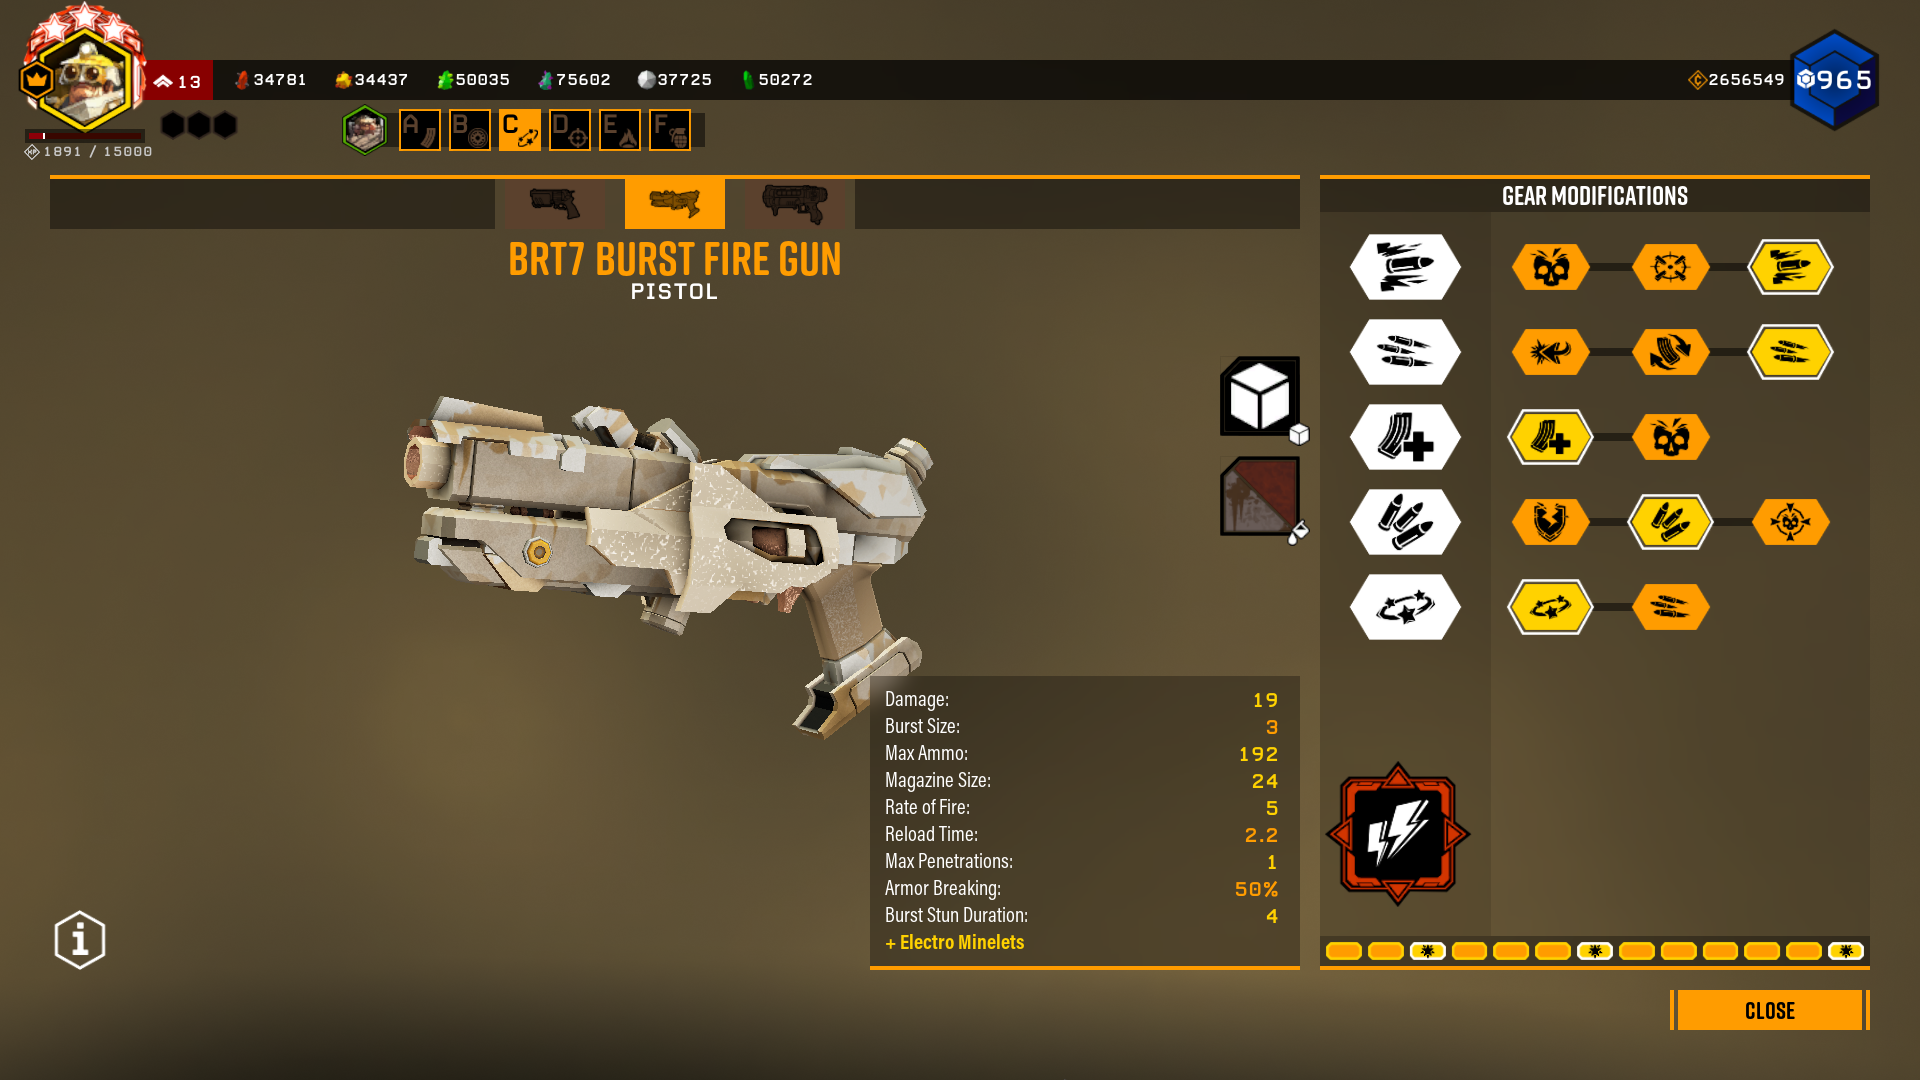 13
34781 34437 50035 75602 37725 50272
2656549
965
1891 / 15000
A B C D E F
GEAR MODIFICATIONS
BRT7 BURST FIRE GUN
PISTOL
Damage: 19
Burst Size: 3
Max Ammo: 192
Magazine Size: 24
Rate of Fire: 5
Reload Time: 2.2
Max Penetrations: 1
Armor Breaking: 50%
Burst Stun Duration: 4
+ Electro Minelets
i
CLOSE